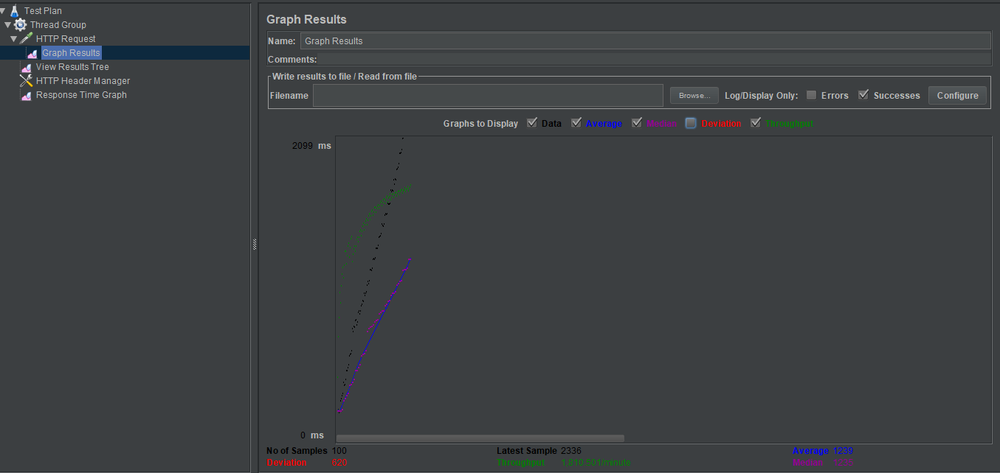 Test Plan
Thread Group
HTTP Request
Graph Results
View Results Tree
HTTP Header Manager
Response Time Graph
Graph Results
Name: Graph Results
Comments:
Write results to file / Read from file
Filename Browse... Log/Display Only: Errors Successes Configure
Graphs to Display Data Average Median Deviation Throughput
2099 ms
0 ms
No of Samples 100 Latest Sample 2336 Average 1239
Deviation 620 Throughput 1,810.501/minute Median 1275